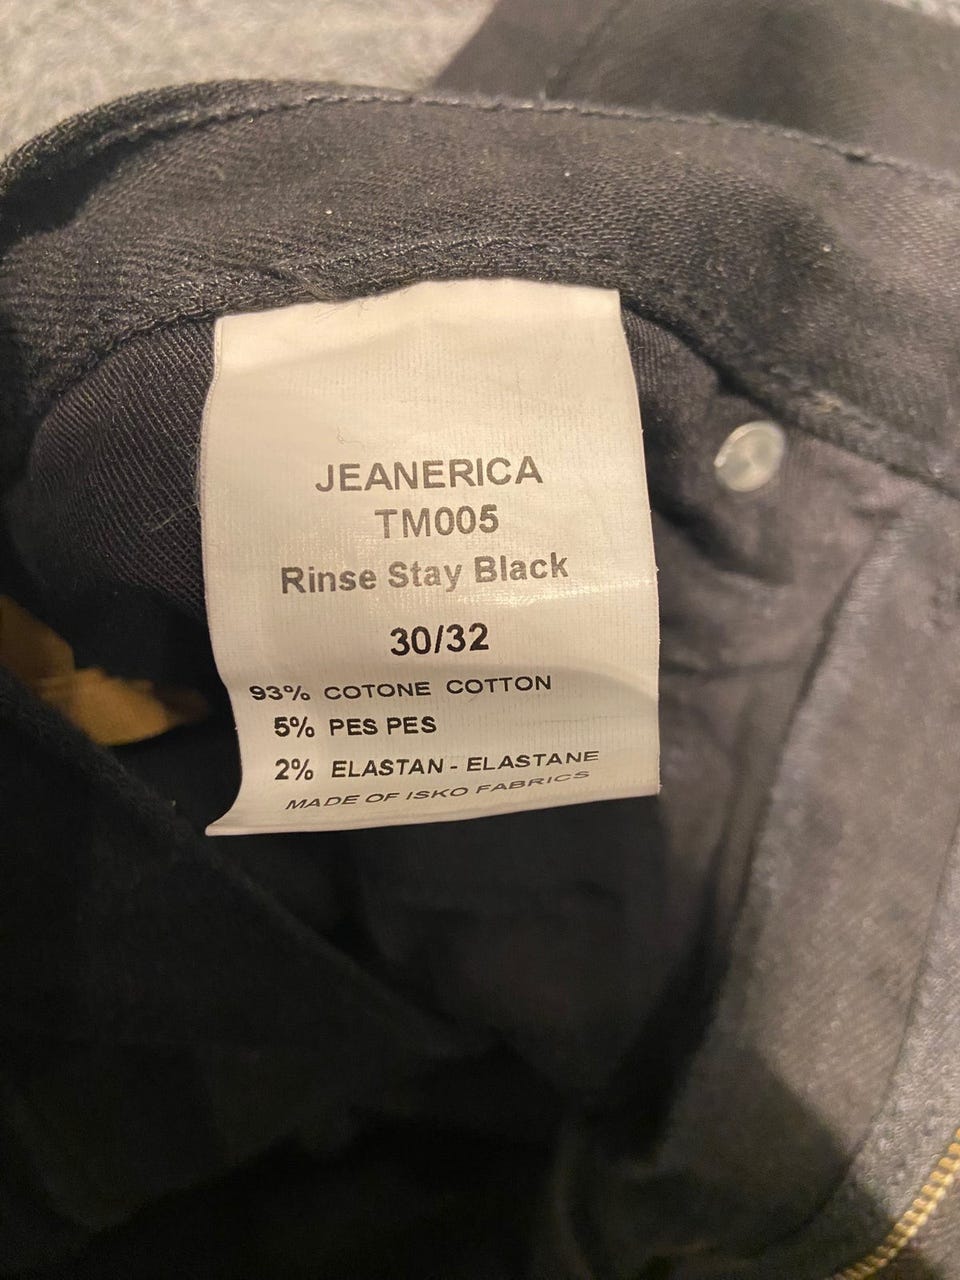 JEANERICA
TM005
Rinse Stay Black
30/32
93% COTONE COTTON
5% PES PES
2% ELASTAN - ELASTANE
MADE OF ISKO FABRICS